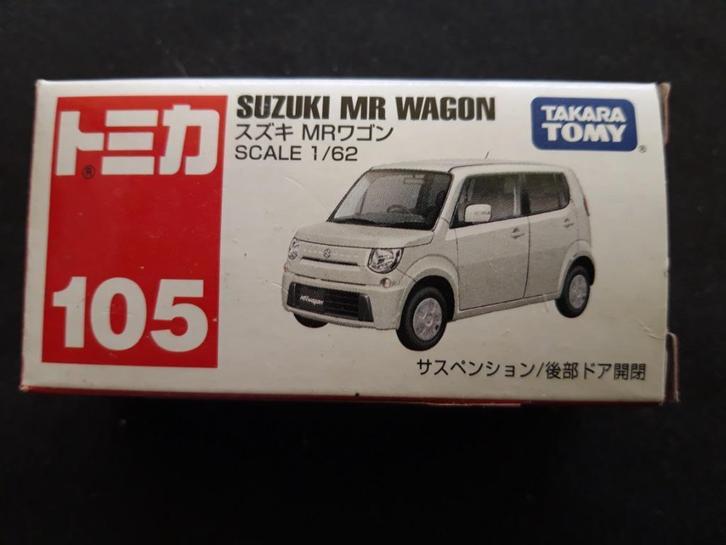 トミカ
®
105
SUZUKI MR WAGON
スズキ MRワゴン
SCALE 1/62
TAKARA
TOMY
®
MRwagon
サスペンション/後部ドア開閉